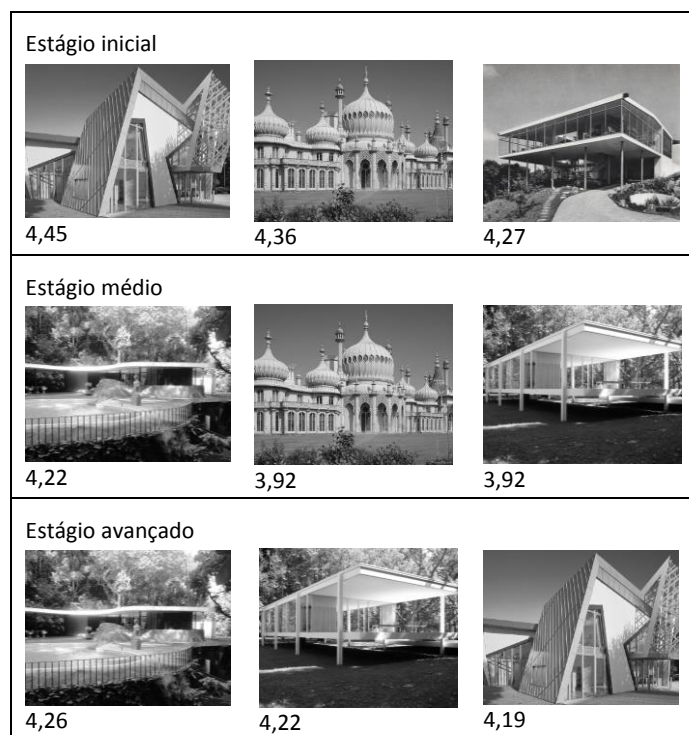 Estágio inicial
4,45 4,36 4,27
Estágio médio
4,22 3,92 3,92
Estágio avançado
4,26 4,22 4,19